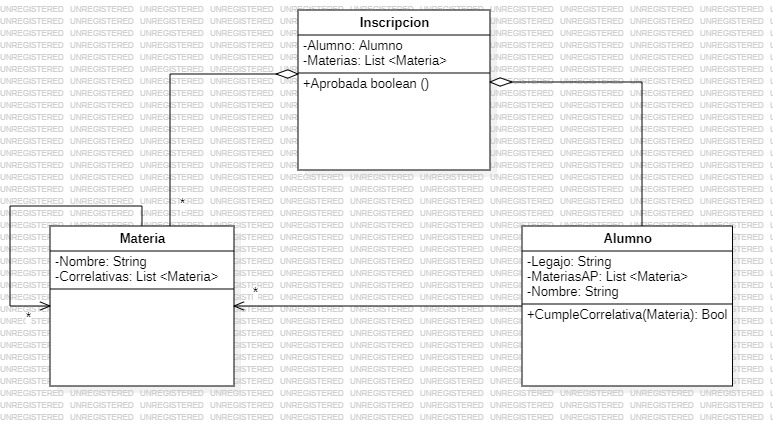 Inscripcion
-Alumno: Alumno
-Materias: List <Materia>
+Aprobada boolean ()
*
Materia
-Nombre: String
-Correlativas: List <Materia>
*
*
Alumno
-Legajo: String
-MateriasAP: List <Materia>
-Nombre: String
+CumpleCorrelativa(Materia): Bool
UNREGISTERED